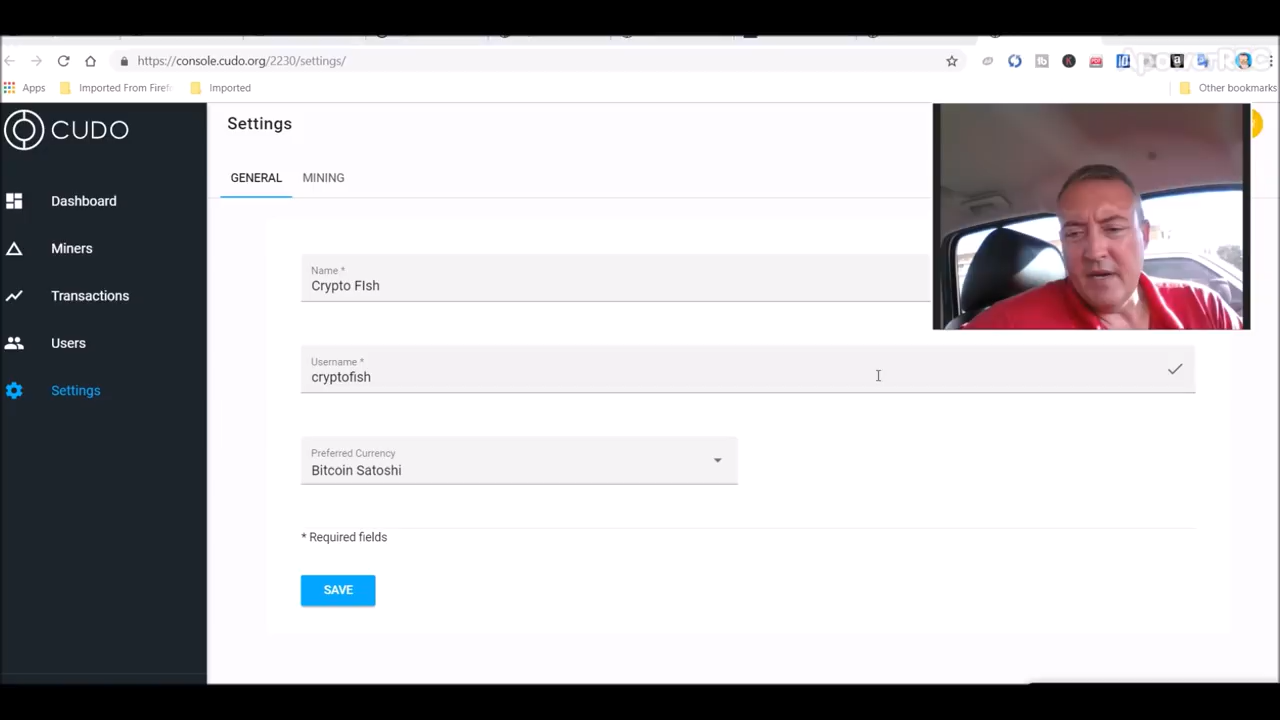 https://console.cudo.org/2230/settings/
ApowerREC
Apps
Imported From Firef
Imported
Other bookmarks
CUDO
Settings
GENERAL
MINING
Dashboard
Miners
Transactions
Users
Settings
Name *
Crypto FIsh
Username *
cryptofish
Preferred Currency
Bitcoin Satoshi
* Required fields
SAVE